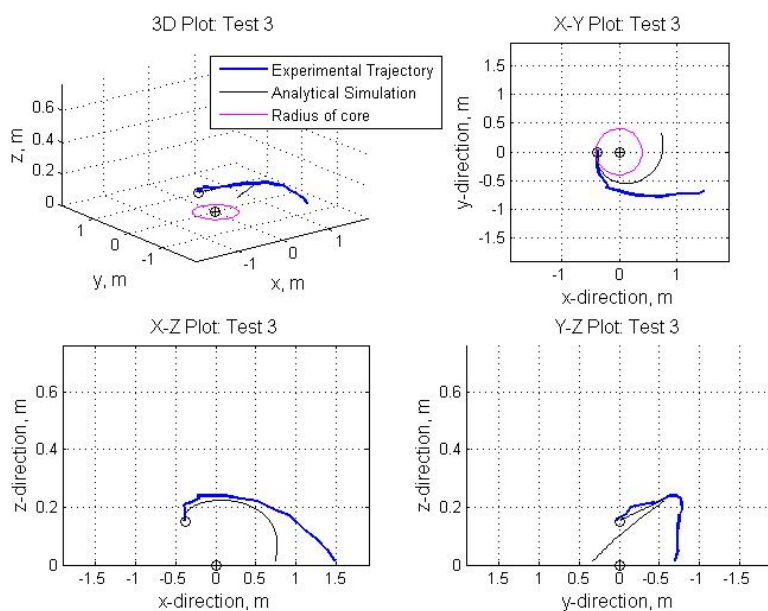 3D Plot: Test 3
z, m
0.6
0.4
0.2
0
1
0
-1
y, m
-1
0
1
x, m
Experimental Trajectory
Analytical Simulation
Radius of core
X-Y Plot: Test 3
y-direction, m
1.5
1
0.5
0
-0.5
-1
-1.5
-1
0
1
x-direction, m
X-Z Plot: Test 3
z-direction, m
0.6
0.4
0.2
0
-1.5 -1 -0.5 0 0.5 1 1.5
x-direction, m
Y-Z Plot: Test 3
z-direction, m
0.6
0.4
0.2
0
1.5 1 0.5 0 -0.5 -1 -1.5
y-direction, m